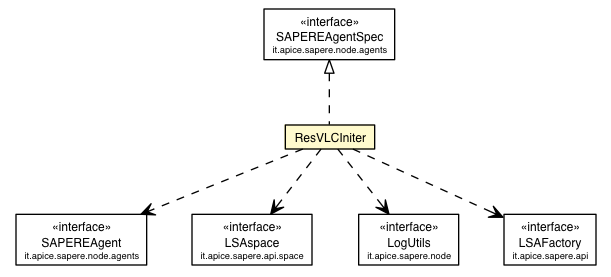 «interface»
SAPEREAgentSpec
it.apice.sapere.node.agents
ResVLCIniter
«interface»
SAPEREAgent
it.apice.sapere.node.agents
«interface»
LSAspace
it.apice.sapere.api.space
«interface»
LogUtils
it.apice.sapere.node
«interface»
LSAFactory
it.apice.sapere.api